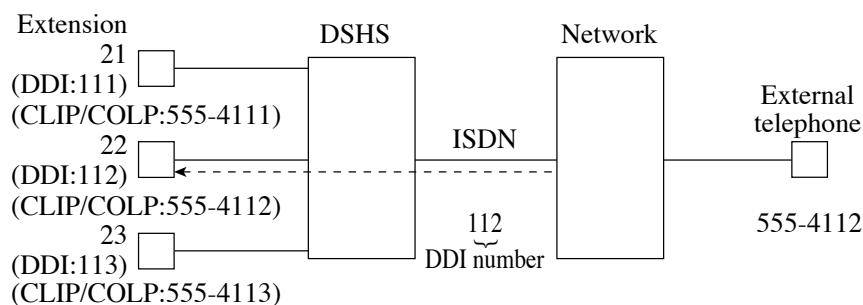 Extension
21
(DDI:111)
(CLIP/COLP:555-4111)
22
(DDI:112)
(CLIP/COLP:555-4112)
23
(DDI:113)
(CLIP/COLP:555-4113)
DSHS
ISDN
112
DDI number
Network
External
telephone
555-4112